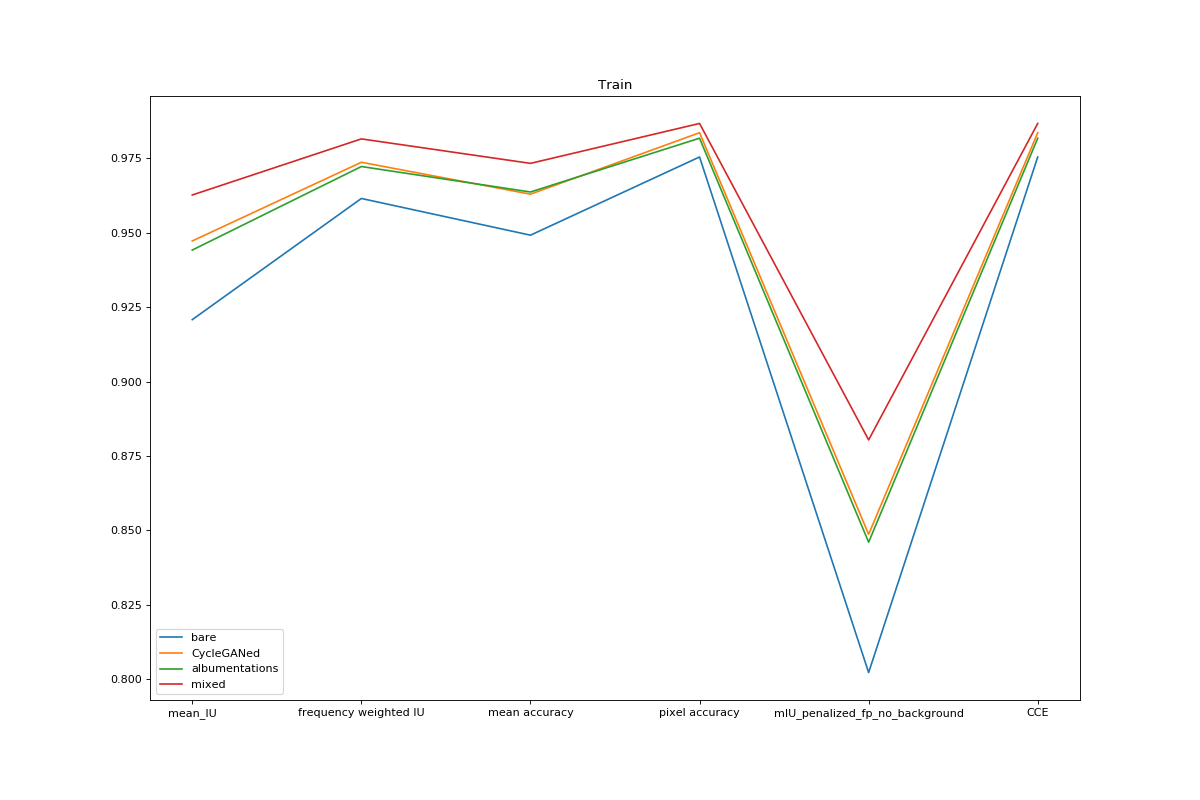 Train
0.975
0.950
0.925
0.900
0.875
0.850
0.825
0.800
bare
CycleGANed
albumentations
mixed
mean_IU frequency weighted IU mean accuracy pixel accuracy mIU_penalized_fp_no_background CCE